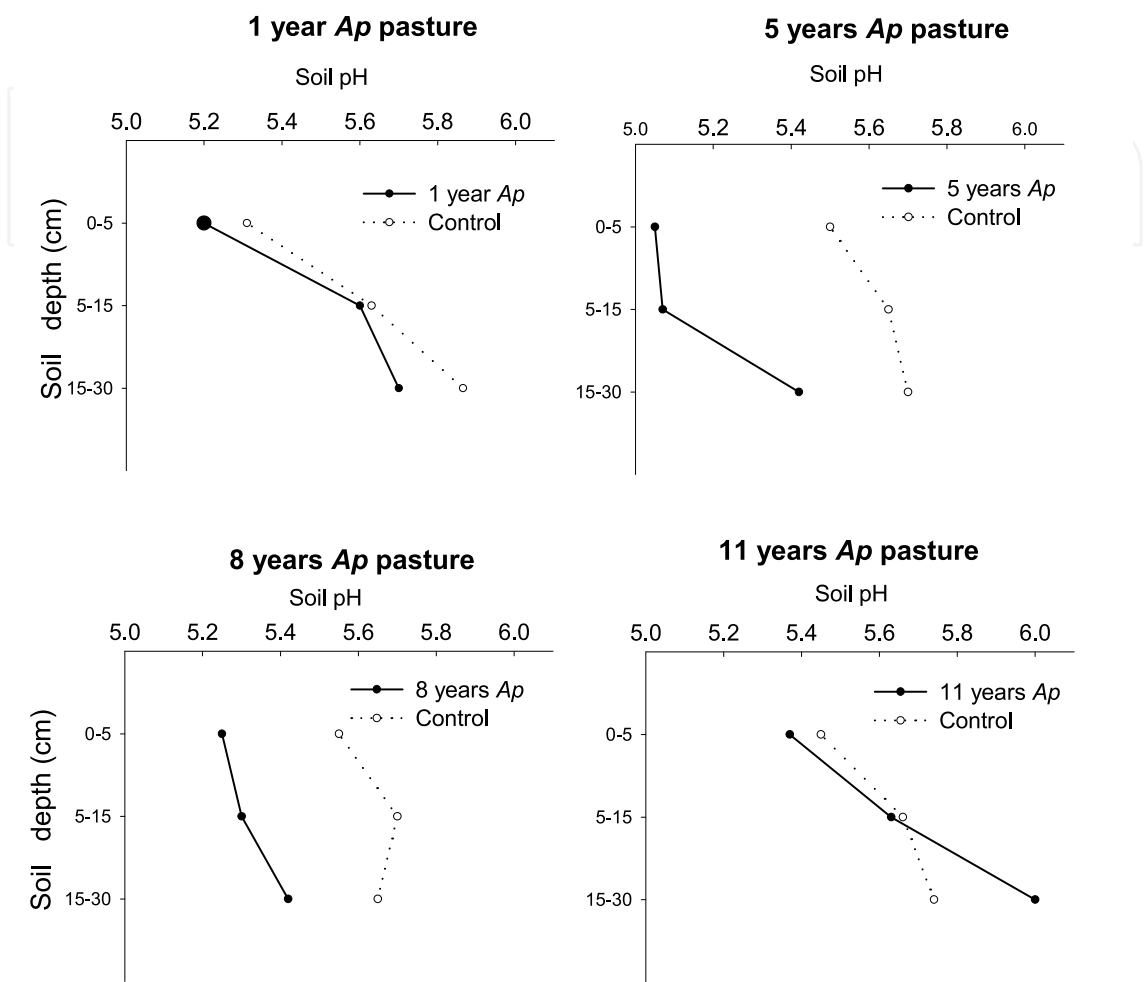 1 year Ap pasture
Soil pH
5.0 5.2 5.4 5.6 5.8 6.0
1 year Ap
Control
Soil depth (cm)
0-5
5-15
15-30
5 years Ap pasture
Soil pH
5.0 5.2 5.4 5.6 5.8 6.0
5 years Ap
Control
0-5
5-15
15-30
8 years Ap pasture
Soil pH
5.0 5.2 5.4 5.6 5.8 6.0
8 years Ap
Control
Soil depth (cm)
0-5
5-15
15-30
11 years Ap pasture
Soil pH
5.0 5.2 5.4 5.6 5.8 6.0
11 years Ap
Control
0-5
5-15
15-30